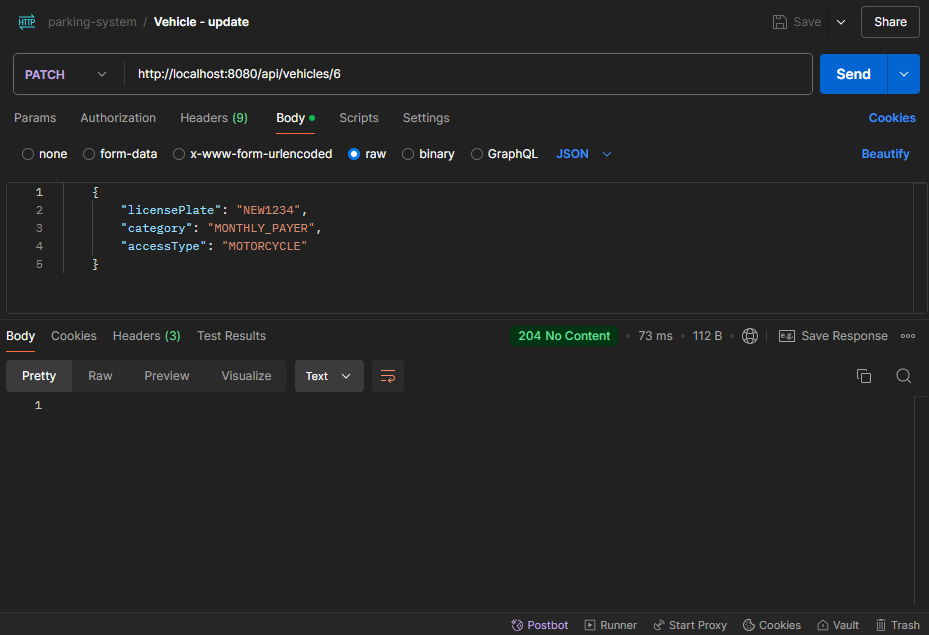 HTTP parking-system / Vehicle - update Save Share
PATCH http://localhost:8080/api/vehicles/6 Send
Params Authorization Headers (9) Body Scripts Settings Cookies
none form-data x-www-form-urlencoded raw binary GraphQL JSON Beautify
1 {
2 "licensePlate": "NEW1234",
3 "category": "MONTHLY_PAYER",
4 "accessType": "MOTORCYCLE"
5 }
Body Cookies Headers (3) Test Results 204 No Content 73 ms 112 B e.g. Save Response
Pretty Raw Preview Visualize Text
1
Postbot Runner Start Proxy Cookies Vault Trash